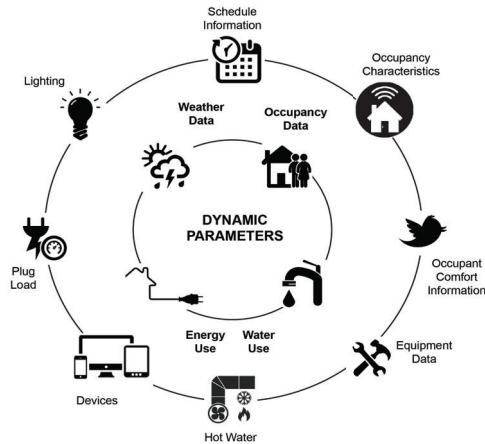 Schedule
Information
Lighting
Occupancy
Characteristics
Weather
Data
Occupancy
Data
DYNAMIC
PARAMETERS
Plug
Load
Occupant
Comfort
Information
Energy
Use
Water
Use
Equipment
Data
Devices
Hot Water